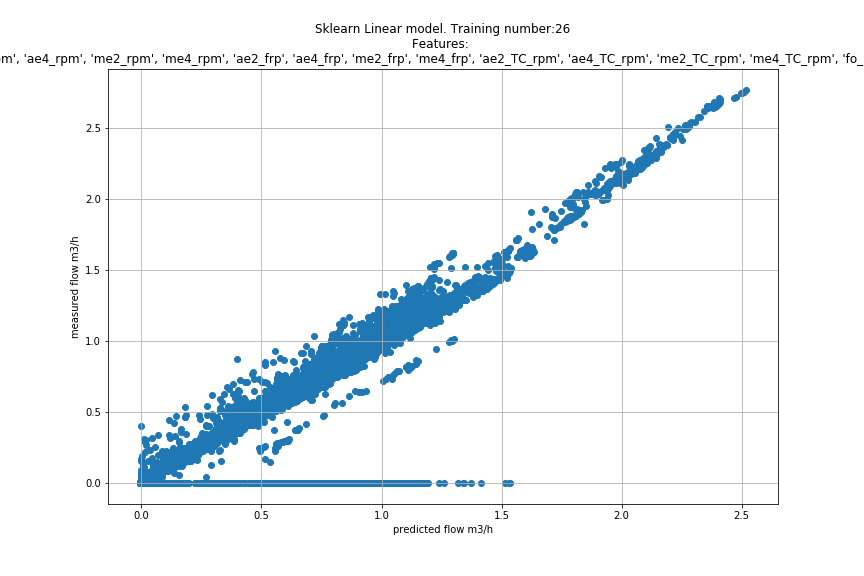 Sklearn Linear model. Training number:26
Features:
m', 'ae4_rpm', 'me2_rpm', 'me4_rpm', 'ae2_frp', 'ae4_frp', 'me2_frp', 'me4_frp', 'ae2_TC_rpm', 'ae4_TC_rpm', 'me2_TC_rpm', 'me4_TC_rpm', 'fo_
2.5
2.0
1.5
1.0
0.5
0.0
measured flow m3/h
0.0 0.5 1.0 1.5 2.0 2.5
predicted flow m3/h